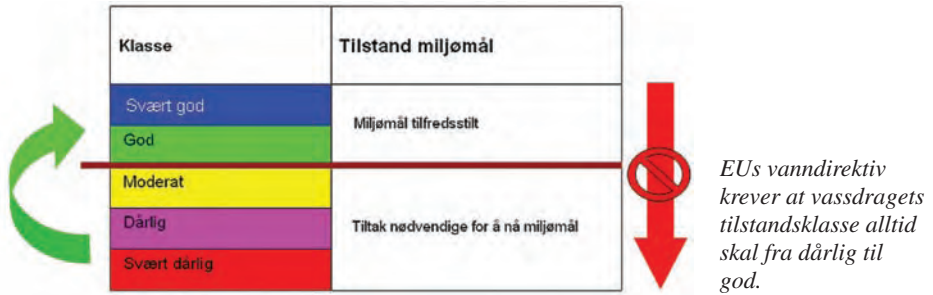 Klasse
Tilstand miljømål
Svært god
God
Miljømål tilfredsstilt
Moderat
Dårlig
Svært dårlig
Tiltak nødvendige for å nå miljømål
EUs vanndirektiv
krever at vassdragets
tilstandsklasse alltid
skal fra dårlig til
god.